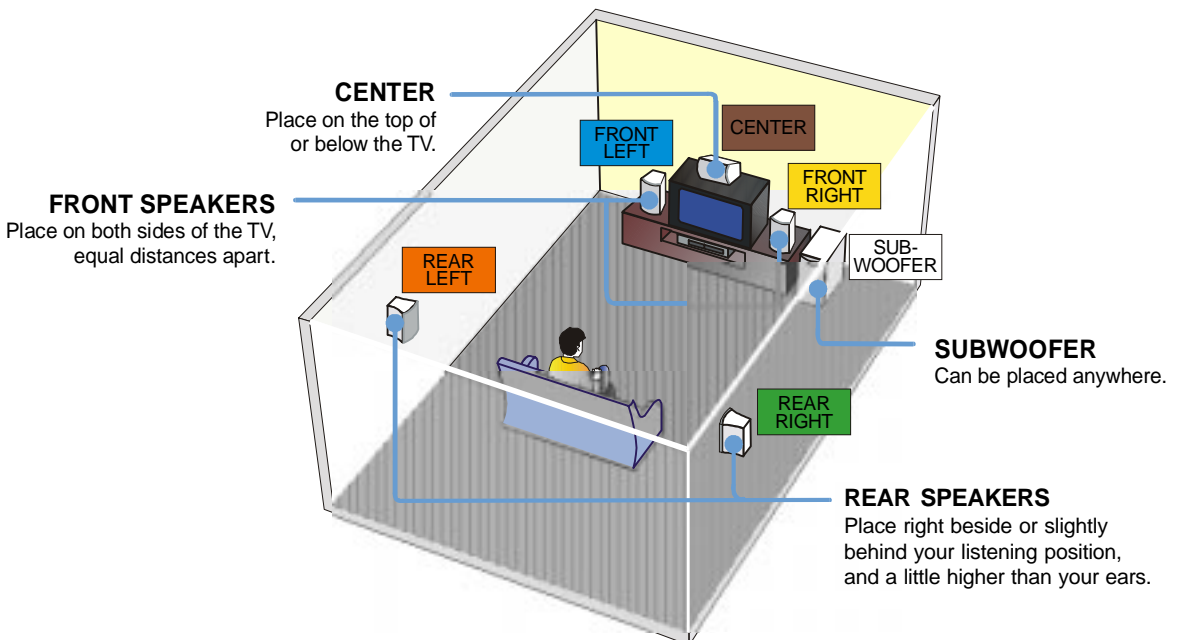 CENTER
Place on the top of
or below the TV.
FRONT
LEFT
CENTER
FRONT
RIGHT
FRONT SPEAKERS
Place on both sides of the TV,
equal distances apart.
REAR
LEFT
SUB-
WOOFER
SUBWOOFER
Can be placed anywhere.
REAR
RIGHT
REAR SPEAKERS
Place right beside or slightly
behind your listening position,
and a little higher than your ears.